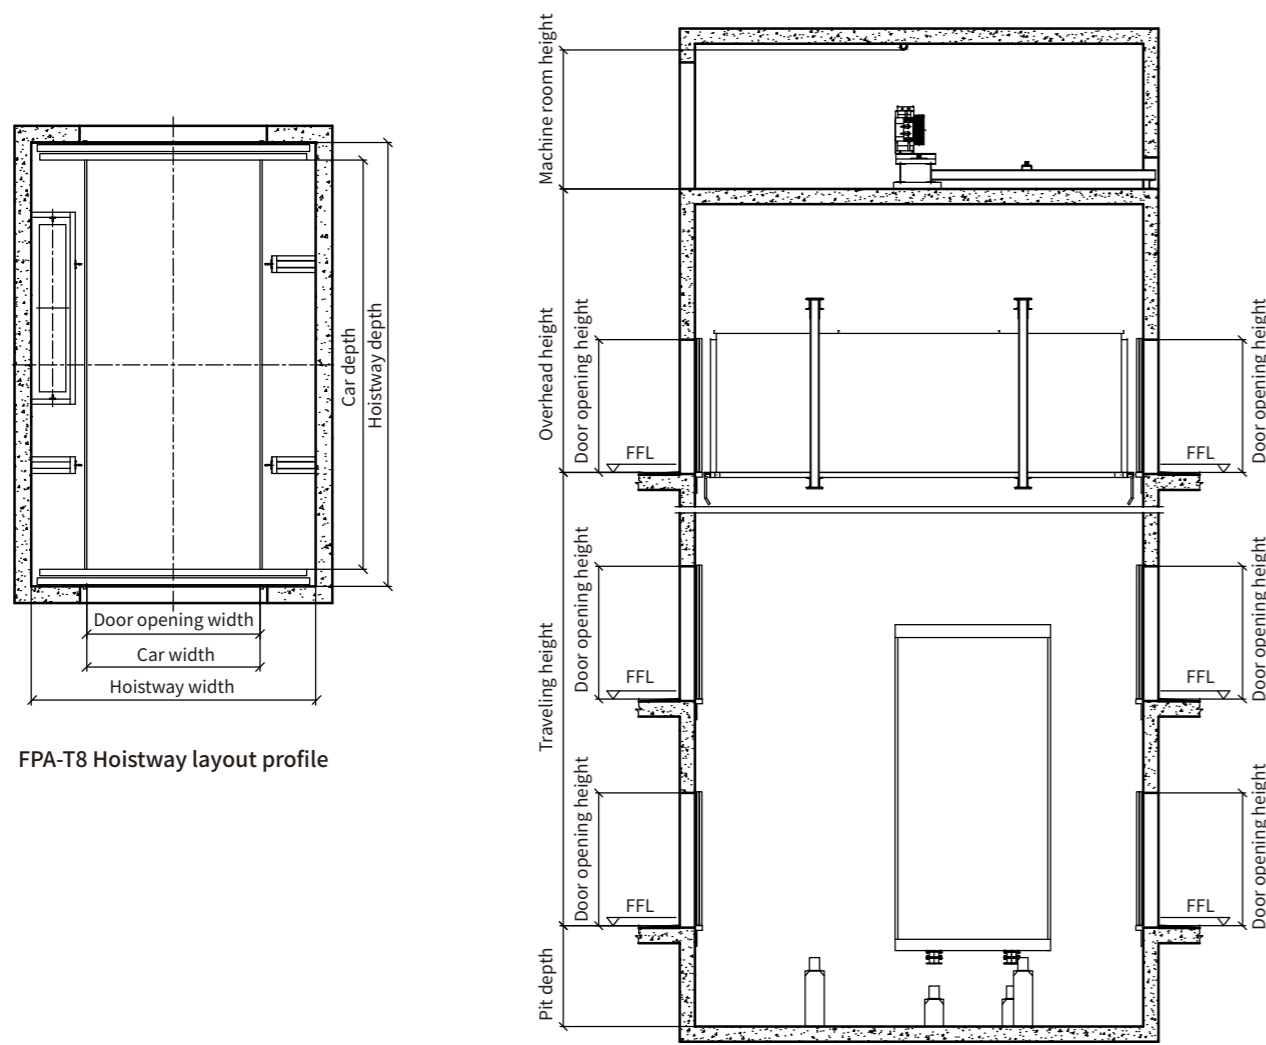 Car depth
Hoistway depth
Door opening width
Car width
Hoistway width
FPA-T8 Hoistway layout profile
Machine room height
Overhead height
Door opening height
FFL
FFL
Door opening height
Traveling height
Door opening height
FFL
FFL
Door opening height
Door opening height
FFL
FFL
Door opening height
Pit depth